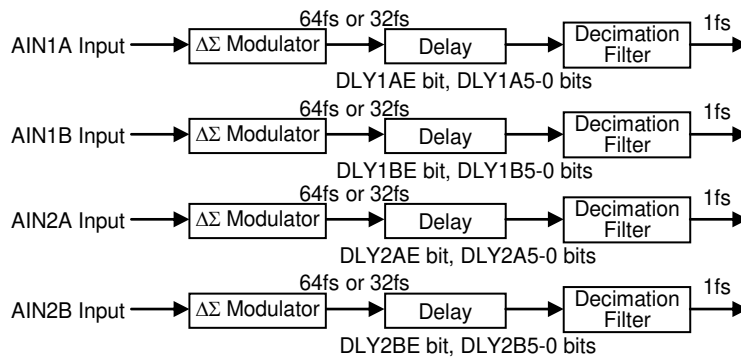 64fs or 32fs
1fs
AIN1A Input
ΔΣ Modulator
Delay
Decimation
Filter
DLY1AE bit, DLY1A5-0 bits
64fs or 32fs
1fs
AIN1B Input
ΔΣ Modulator
Delay
Decimation
Filter
DLY1BE bit, DLY1B5-0 bits
64fs or 32fs
1fs
AIN2A Input
ΔΣ Modulator
Delay
Decimation
Filter
DLY2AE bit, DLY2A5-0 bits
64fs or 32fs
1fs
AIN2B Input
ΔΣ Modulator
Delay
Decimation
Filter
DLY2BE bit, DLY2B5-0 bits